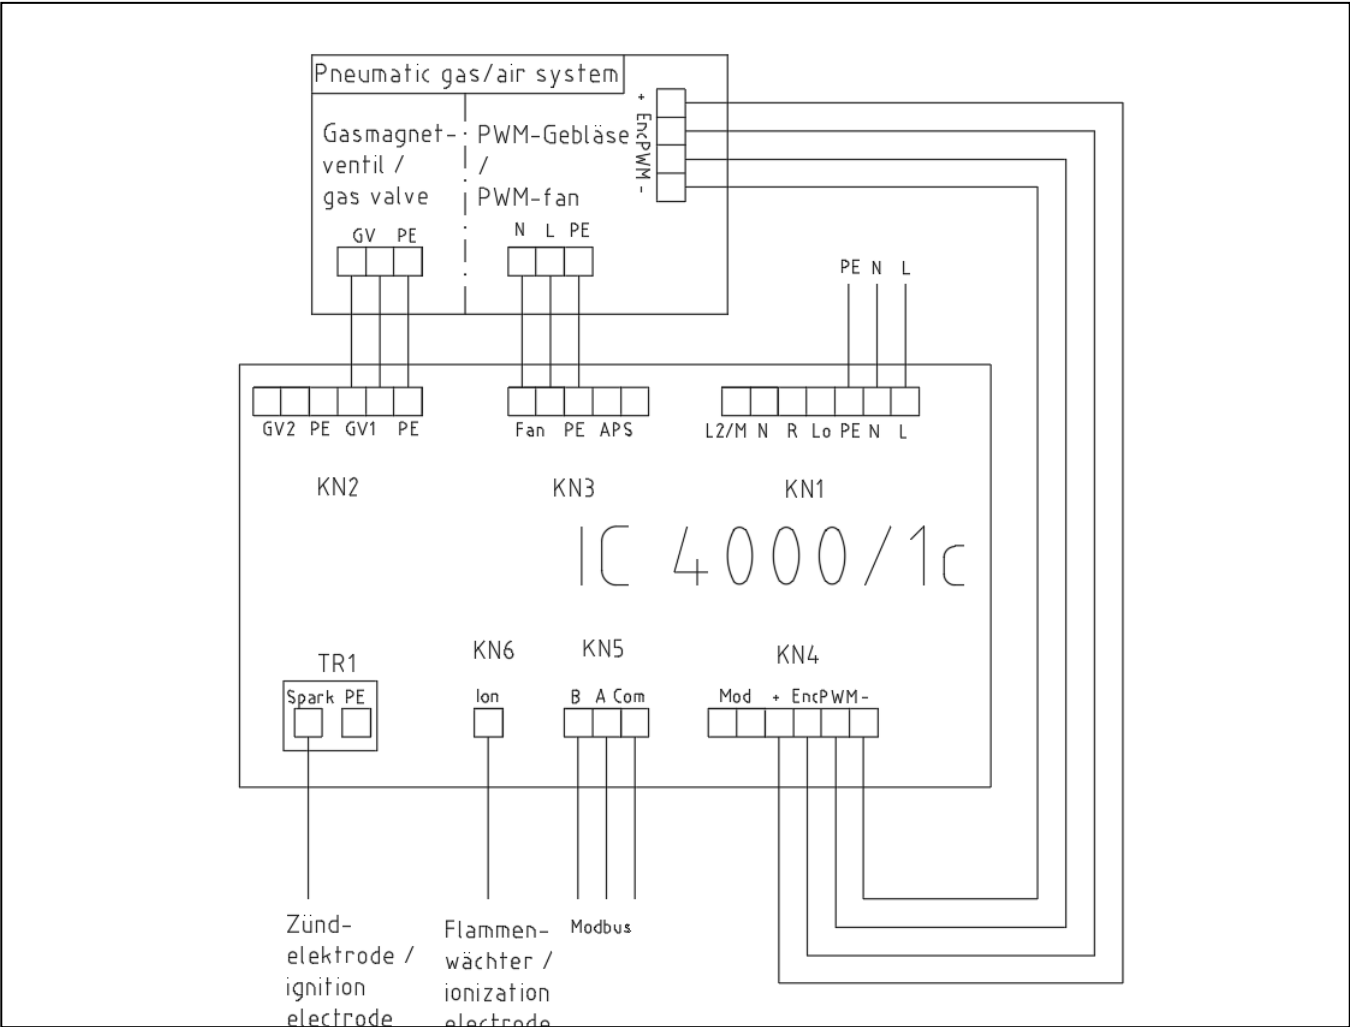 Pneumatic gas/air system
Gasmagnet-
ventil /
gas valve
PWM-Gebläse
/
PWM-fan
+ EncPWM -
GV PE
N L PE
PE N L
GV2 PE GV1 PE
Fan PE APS
L2/M N R Lo PE N L
KN2
KN3
KN1
IC 4000/1c
TR1
KN6
KN5
KN4
Spark PE
Ion
B A Com
Mod + EncPWM-
Zünd-
elektrode /
ignition
electrode
Flammen-
wächter /
ionization
electrode
Modbus